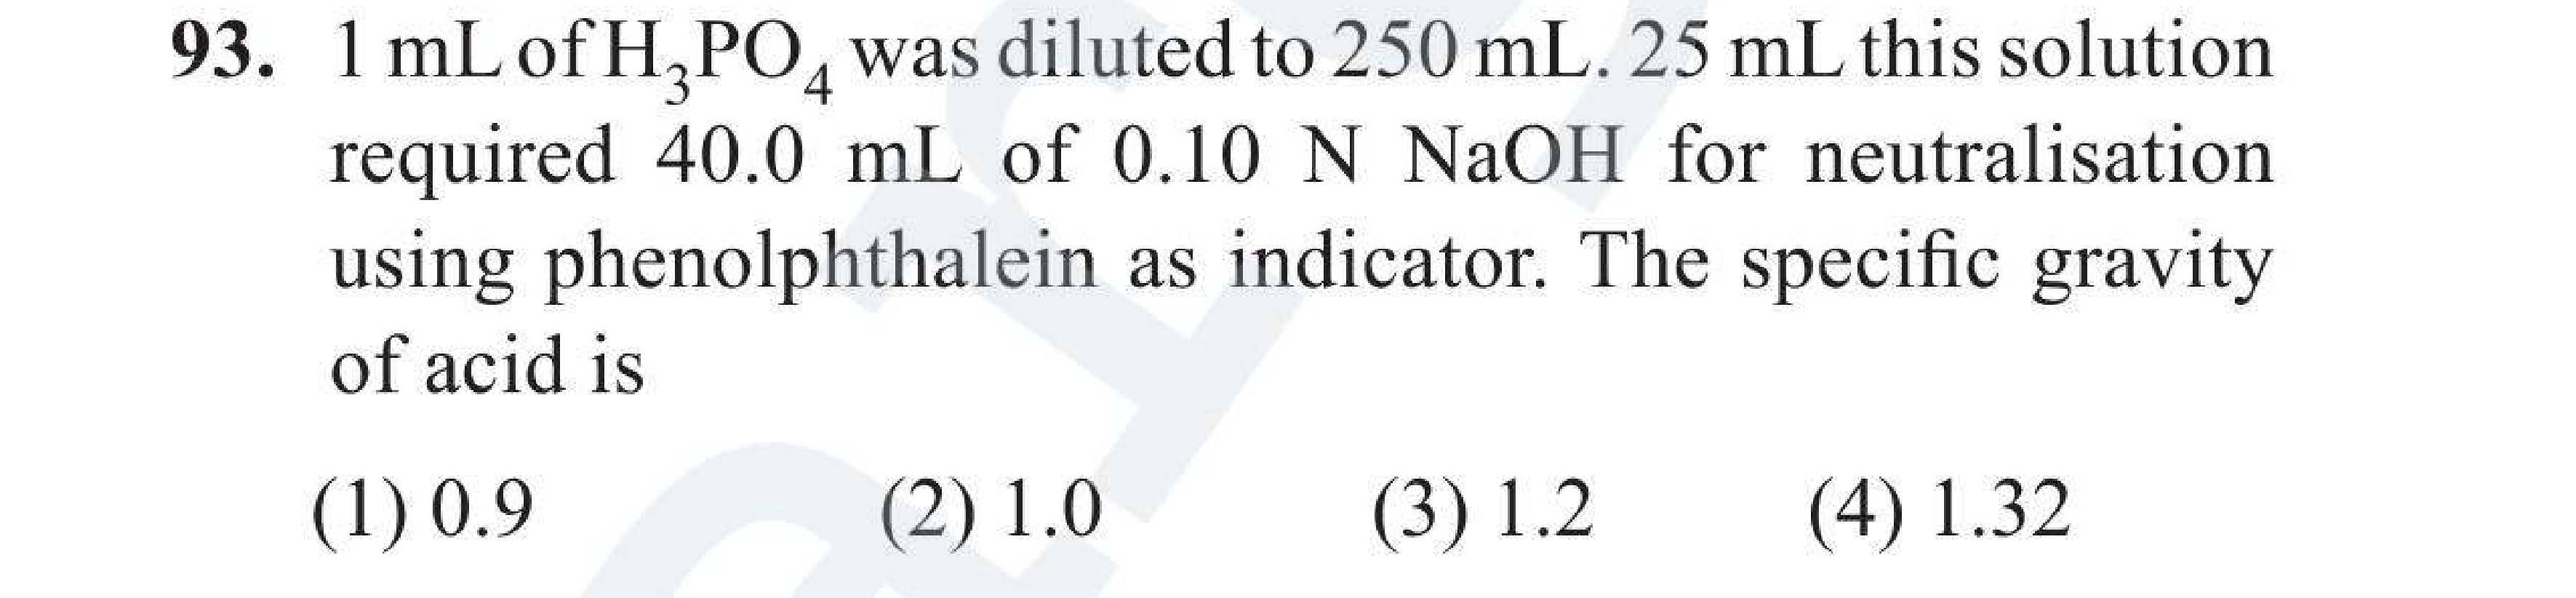 93. 1 mL of H₃PO₄ was diluted to 250 mL. 25 mL this solution
required 40.0 mL of 0.10 N NaOH for neutralisation
using phenolphthalein as indicator. The specific gravity
of acid is
(1) 0.9 (2) 1.0 (3) 1.2 (4) 1.32